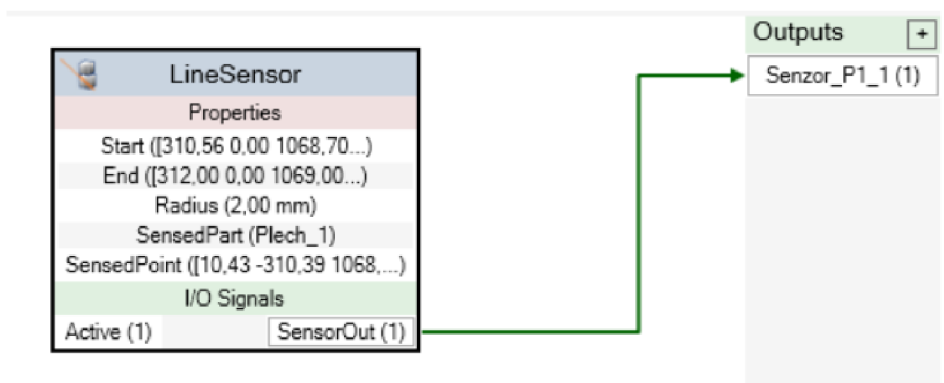 Outputs +
Senzor_P1_1 (1)
LineSensor
Properties
Start ([310,56 0,00 1068,70...)
End ([312,00 0,00 1069,00...)
Radius (2,00 mm)
SensedPart (Plech_1)
SensedPoint ([10,43 -310,39 1068,...)
I/O Signals
Active (1) SensorOut (1)